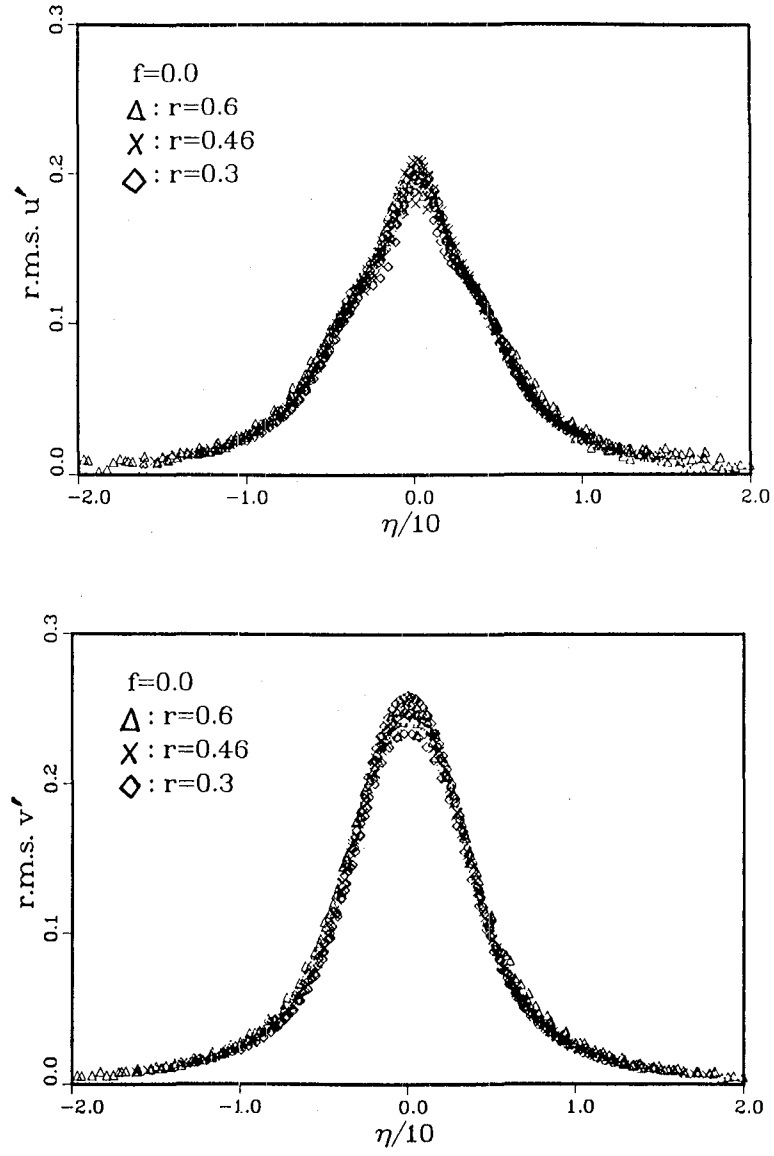 0.3
f=0.0
Δ : r=0.6
X : r=0.46
◇ : r=0.3
0.2
r.m.s. u′
0.1
0.0
−2.0 −1.0 0.0 1.0 2.0
η/10
0.3
f=0.0
Δ : r=0.6
X : r=0.46
◇ : r=0.3
0.2
r.m.s. v′
0.1
0.0
−2.0 −1.0 0.0 1.0 2.0
η/10